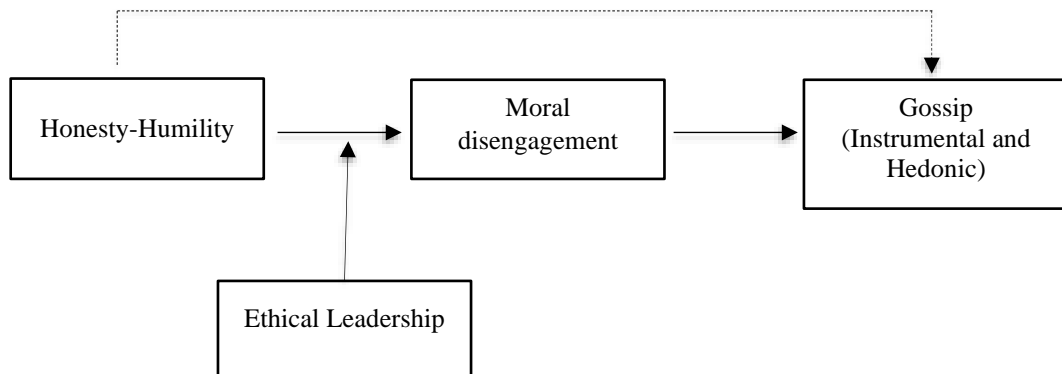 Honesty-Humility
Moral
disengagement
Gossip
(Instrumental and
Hedonic)
Ethical Leadership